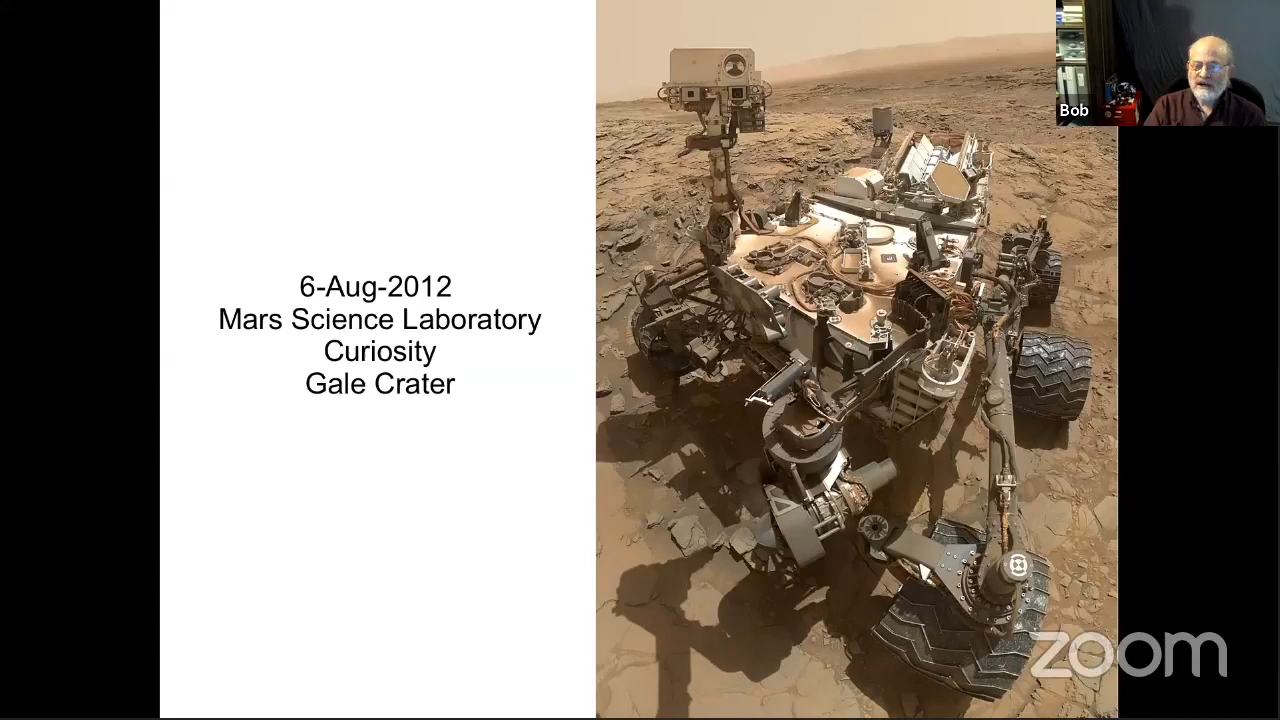 6-Aug-2012
Mars Science Laboratory
Curiosity
Gale Crater
Bob
zoom